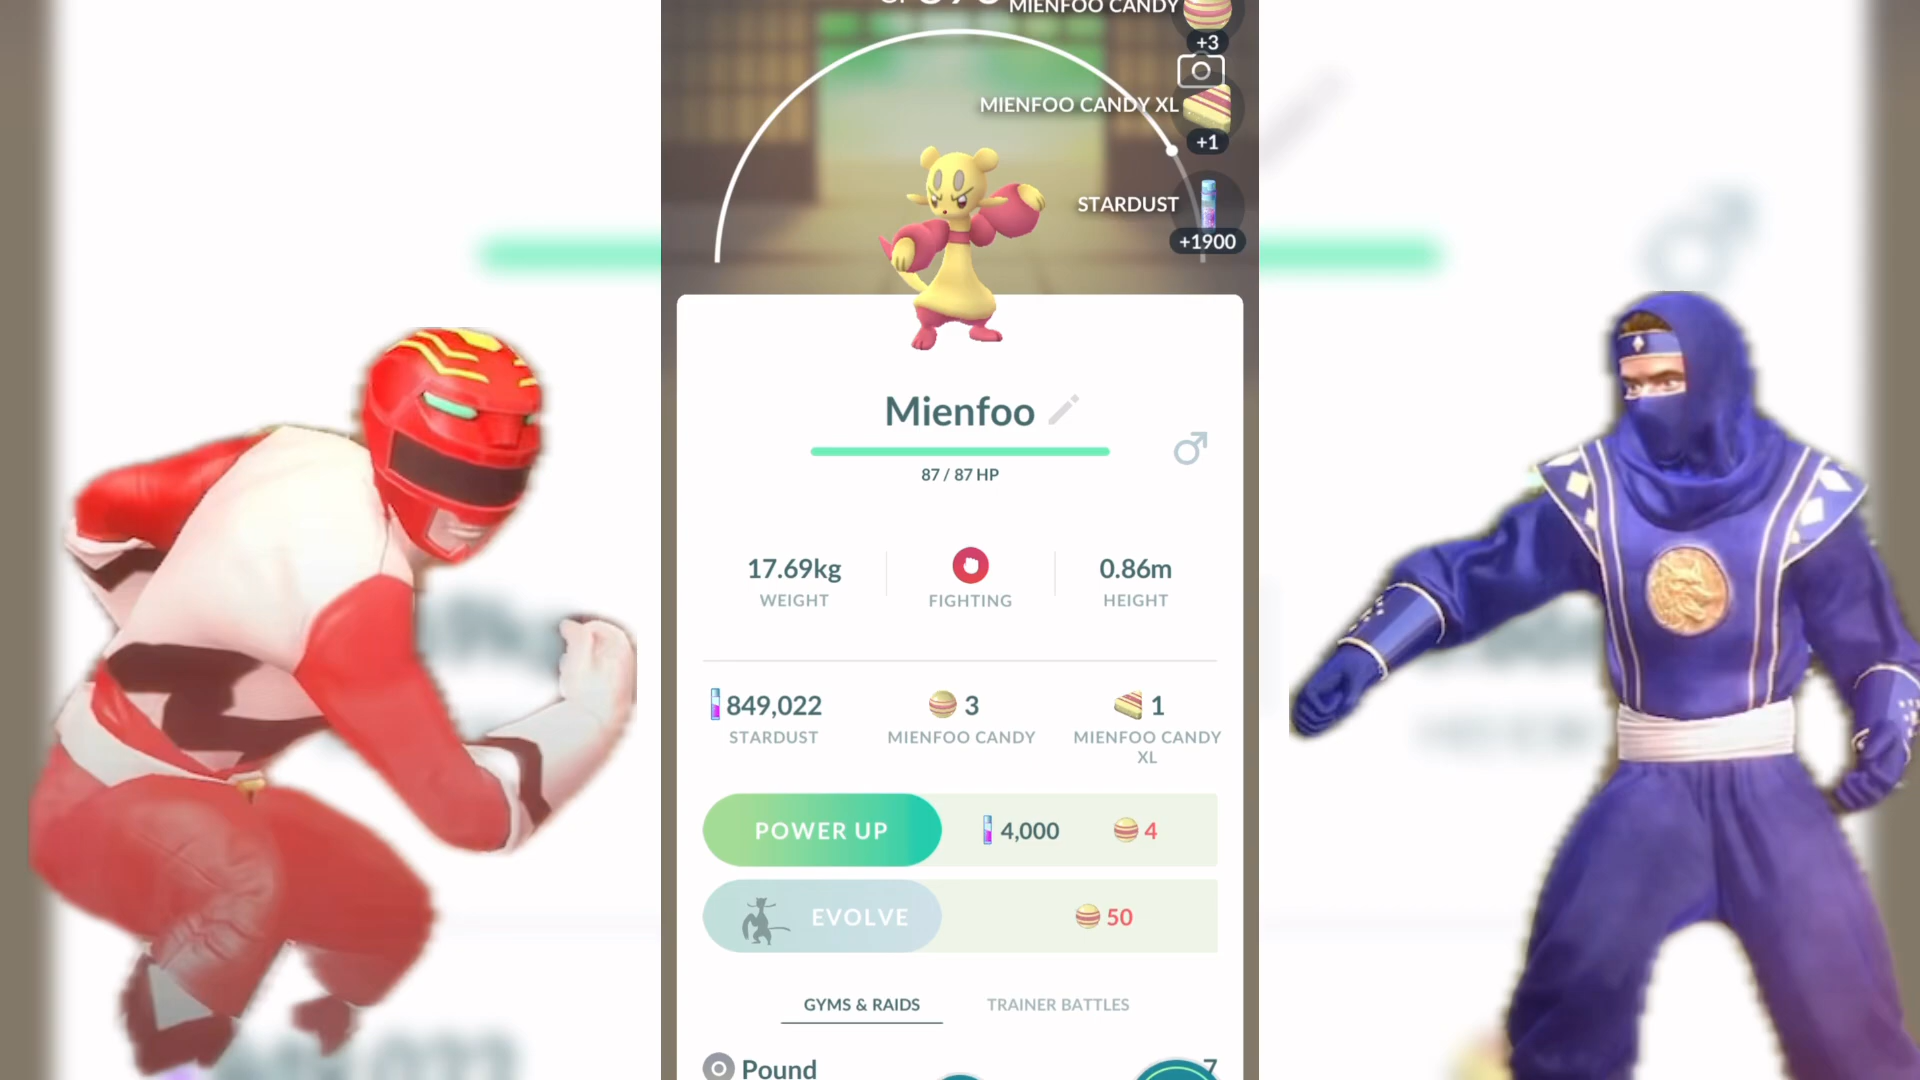 MIENFOO CANDY
+3
MIENFOO CANDY XL
+1
STARDUST
+1900
Mienfoo
87 / 87 HP
17.69kg
WEIGHT
FIGHTING
0.86m
HEIGHT
849,022
STARDUST
3
MIENFOO CANDY
1
MIENFOO CANDY
XL
POWER UP
4,000
4
EVOLVE
50
GYMS & RAIDS
TRAINER BATTLES
Pound
7